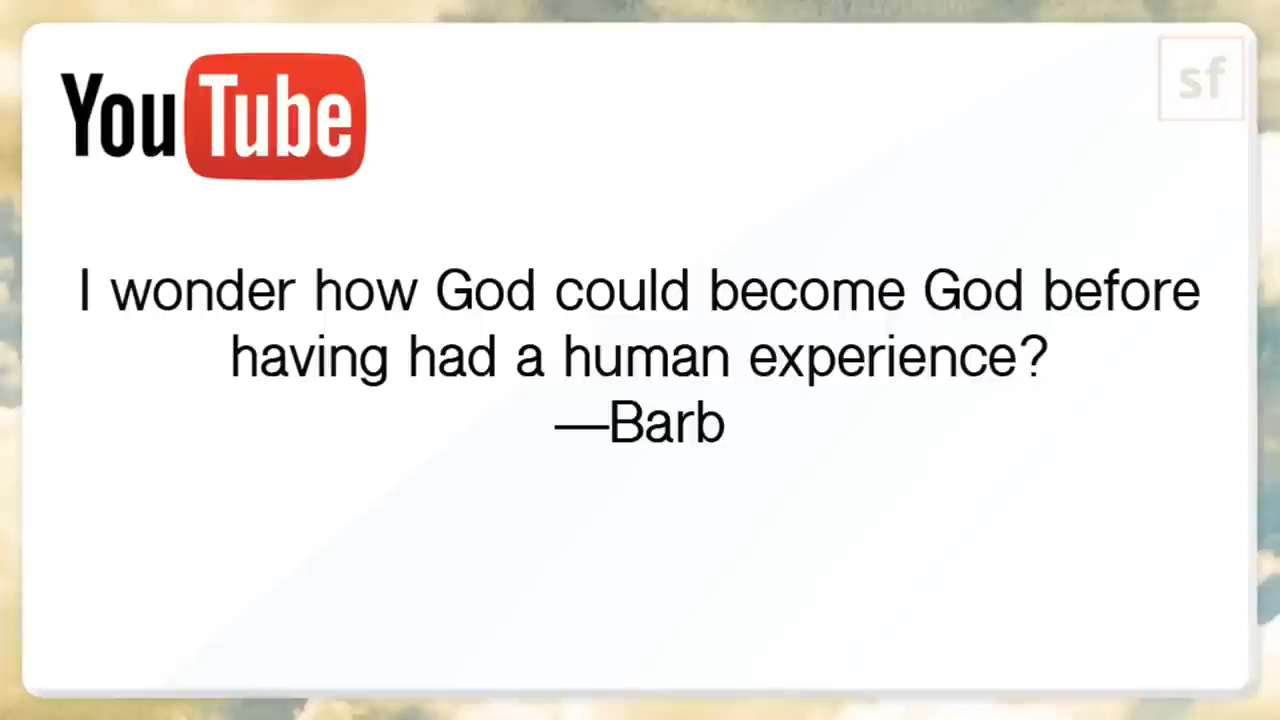 YouTube
sf
I wonder how God could become God before
having had a human experience?
—Barb